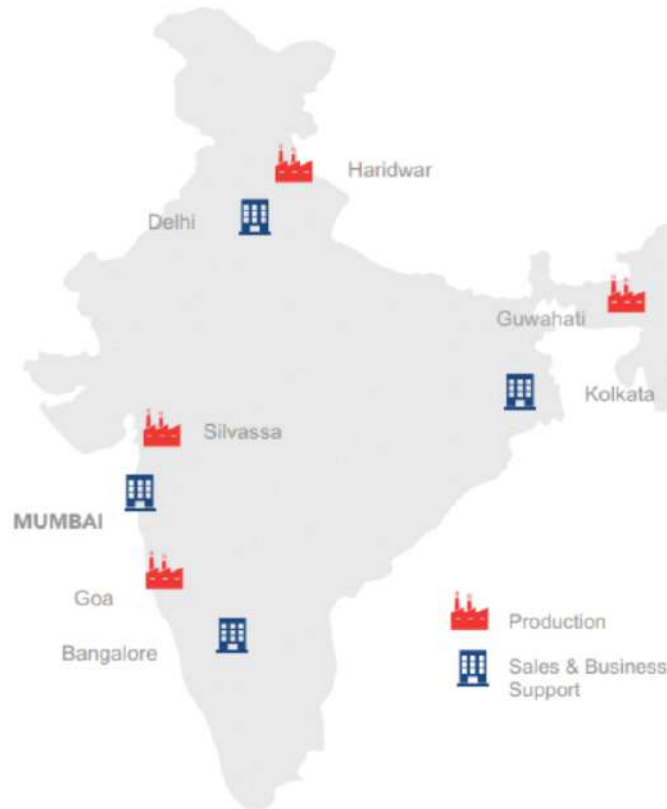 Haridwar
Delhi
Guwahati
Kolkata
Silvassa
MUMBAI
Goa
Bangalore
Production
Sales & Business
Support